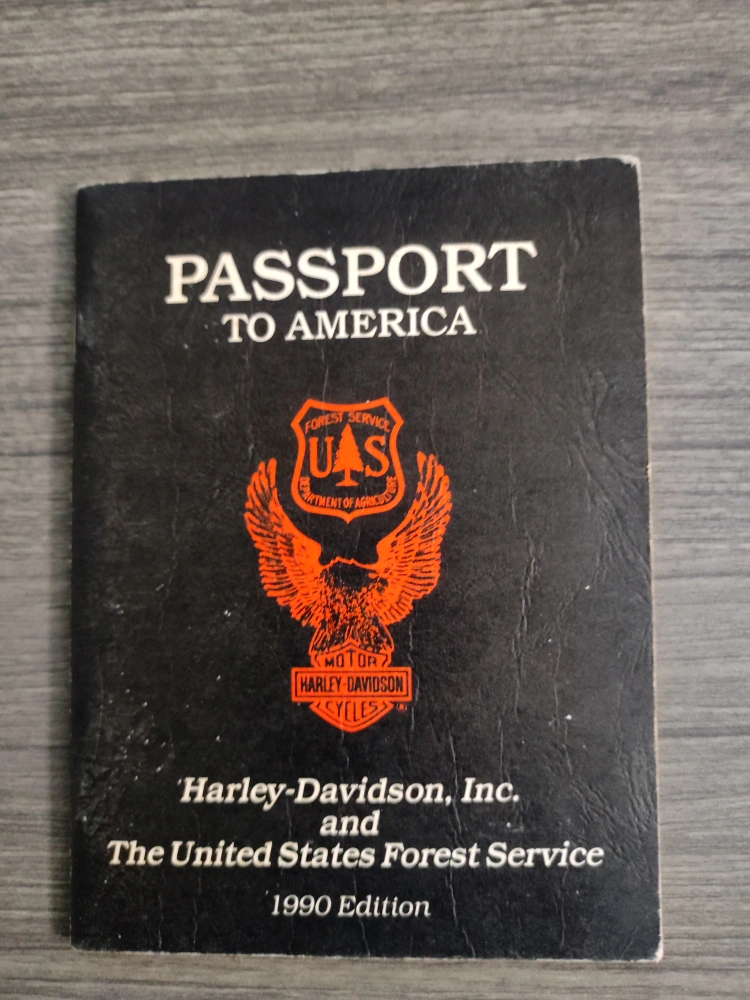 PASSPORT
TO AMERICA
FOREST SERVICE
US
DEPARTMENT OF AGRICULTURE
MOTOR
HARLEY-DAVIDSON
CYCLES
®
Harley-Davidson, Inc.
and
The United States Forest Service
1990 Edition